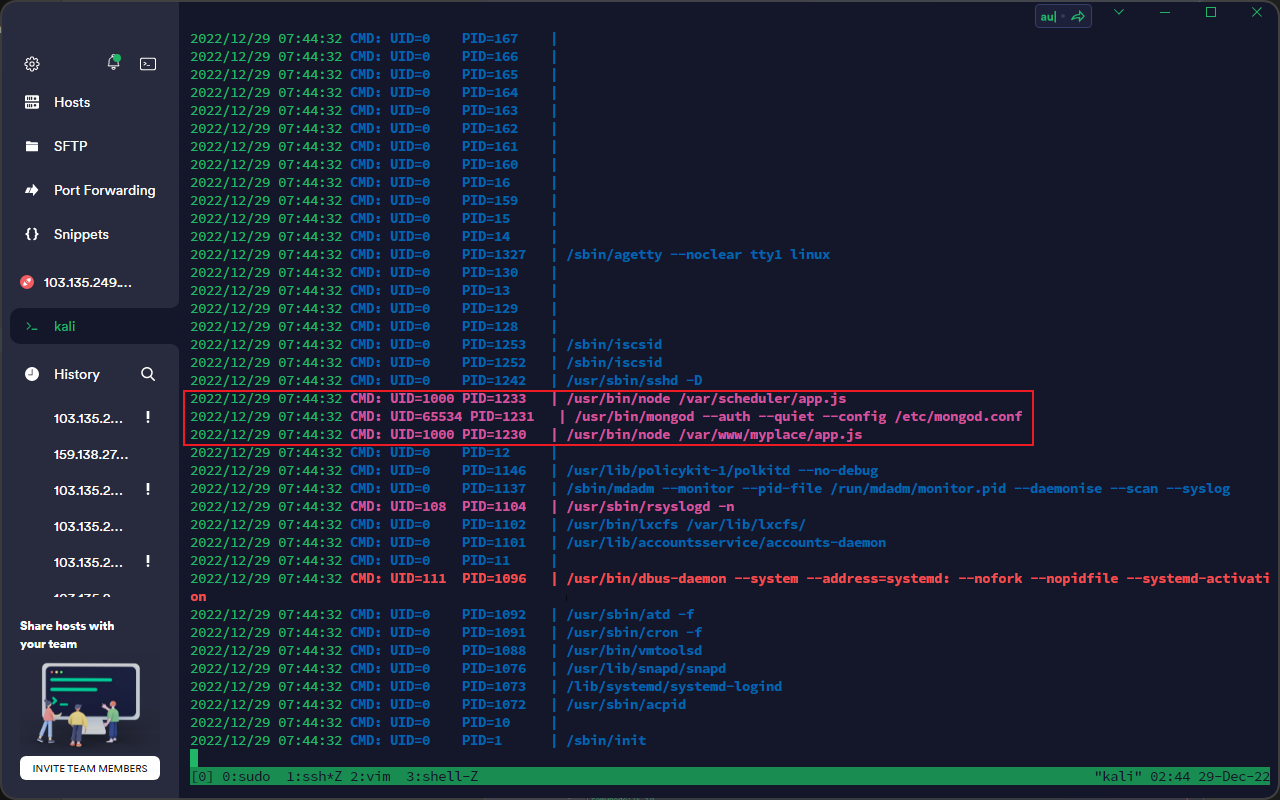 au|
Hosts
SFTP
Port Forwarding
{} Snippets
103.135.249....
kali
History
103.135.2... !
159.138.27...
103.135.2... !
103.135.2...
103.135.2... !
Share hosts with
your team
INVITE TEAM MEMBERS
2022/12/29 07:44:32 CMD: UID=0 PID=167 |
2022/12/29 07:44:32 CMD: UID=0 PID=166 |
2022/12/29 07:44:32 CMD: UID=0 PID=165 |
2022/12/29 07:44:32 CMD: UID=0 PID=164 |
2022/12/29 07:44:32 CMD: UID=0 PID=163 |
2022/12/29 07:44:32 CMD: UID=0 PID=162 |
2022/12/29 07:44:32 CMD: UID=0 PID=161 |
2022/12/29 07:44:32 CMD: UID=0 PID=160 |
2022/12/29 07:44:32 CMD: UID=0 PID=16 |
2022/12/29 07:44:32 CMD: UID=0 PID=159 |
2022/12/29 07:44:32 CMD: UID=0 PID=15 |
2022/12/29 07:44:32 CMD: UID=0 PID=14 |
2022/12/29 07:44:32 CMD: UID=0 PID=1327 | /sbin/agetty --noclear tty1 linux
2022/12/29 07:44:32 CMD: UID=0 PID=130 |
2022/12/29 07:44:32 CMD: UID=0 PID=13 |
2022/12/29 07:44:32 CMD: UID=0 PID=129 |
2022/12/29 07:44:32 CMD: UID=0 PID=128 |
2022/12/29 07:44:32 CMD: UID=0 PID=1253 | /sbin/iscsid
2022/12/29 07:44:32 CMD: UID=0 PID=1252 | /sbin/iscsid
2022/12/29 07:44:32 CMD: UID=0 PID=1242 | /usr/sbin/sshd -D
2022/12/29 07:44:32 CMD: UID=1000 PID=1233 | /usr/bin/node /var/scheduler/app.js
2022/12/29 07:44:32 CMD: UID=65534 PID=1231 | /usr/bin/mongod --auth --quiet --config /etc/mongod.conf
2022/12/29 07:44:32 CMD: UID=1000 PID=1230 | /usr/bin/node /var/www/myplace/app.js
2022/12/29 07:44:32 CMD: UID=0 PID=12 |
2022/12/29 07:44:32 CMD: UID=0 PID=1146 | /usr/lib/policykit-1/polkitd --no-debug
2022/12/29 07:44:32 CMD: UID=0 PID=1137 | /sbin/mdadm --monitor --pid-file /run/mdadm/monitor.pid --daemonise --scan --syslog
2022/12/29 07:44:32 CMD: UID=108 PID=1104 | /usr/sbin/rsyslogd -n
2022/12/29 07:44:32 CMD: UID=0 PID=1102 | /usr/bin/lxcfs /var/lib/lxcfs/
2022/12/29 07:44:32 CMD: UID=0 PID=1101 | /usr/lib/accountsservice/accounts-daemon
2022/12/29 07:44:32 CMD: UID=0 PID=11 |
2022/12/29 07:44:32 CMD: UID=111 PID=1096 | /usr/bin/dbus-daemon --system --address=systemd: --nofork --nopidfile --systemd-activati
on
2022/12/29 07:44:32 CMD: UID=0 PID=1092 | /usr/sbin/atd -f
2022/12/29 07:44:32 CMD: UID=0 PID=1091 | /usr/sbin/cron -f
2022/12/29 07:44:32 CMD: UID=0 PID=1088 | /usr/bin/vmtoolsd
2022/12/29 07:44:32 CMD: UID=0 PID=1076 | /usr/lib/snapd/snapd
2022/12/29 07:44:32 CMD: UID=0 PID=1073 | /lib/systemd/systemd-logind
2022/12/29 07:44:32 CMD: UID=0 PID=1072 | /usr/sbin/acpid
2022/12/29 07:44:32 CMD: UID=0 PID=10 |
2022/12/29 07:44:32 CMD: UID=0 PID=1 | /sbin/init
[0] 0:sudo 1:ssh*Z 2:vim 3:shell-Z "kali" 02:44 29-Dec-22